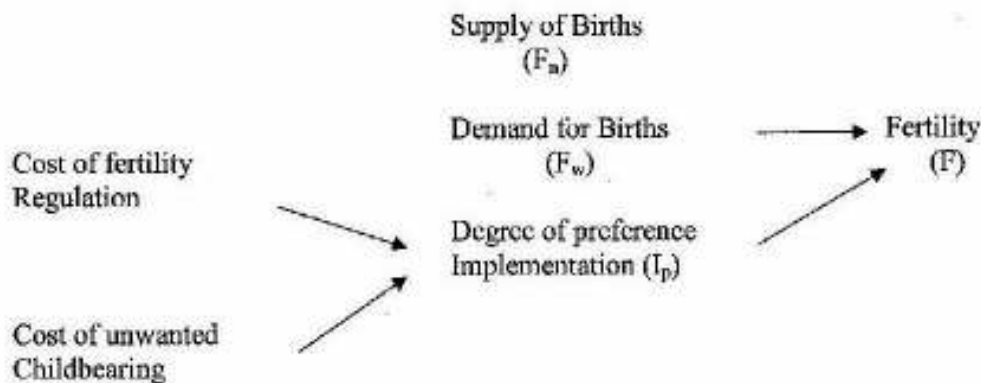 Supply of Births
(Fn)
Demand for Births
(Fw)
Fertility
(F)
Cost of fertility
Regulation
Degree of preference
Implementation (Ip)
Cost of unwanted
Childbearing